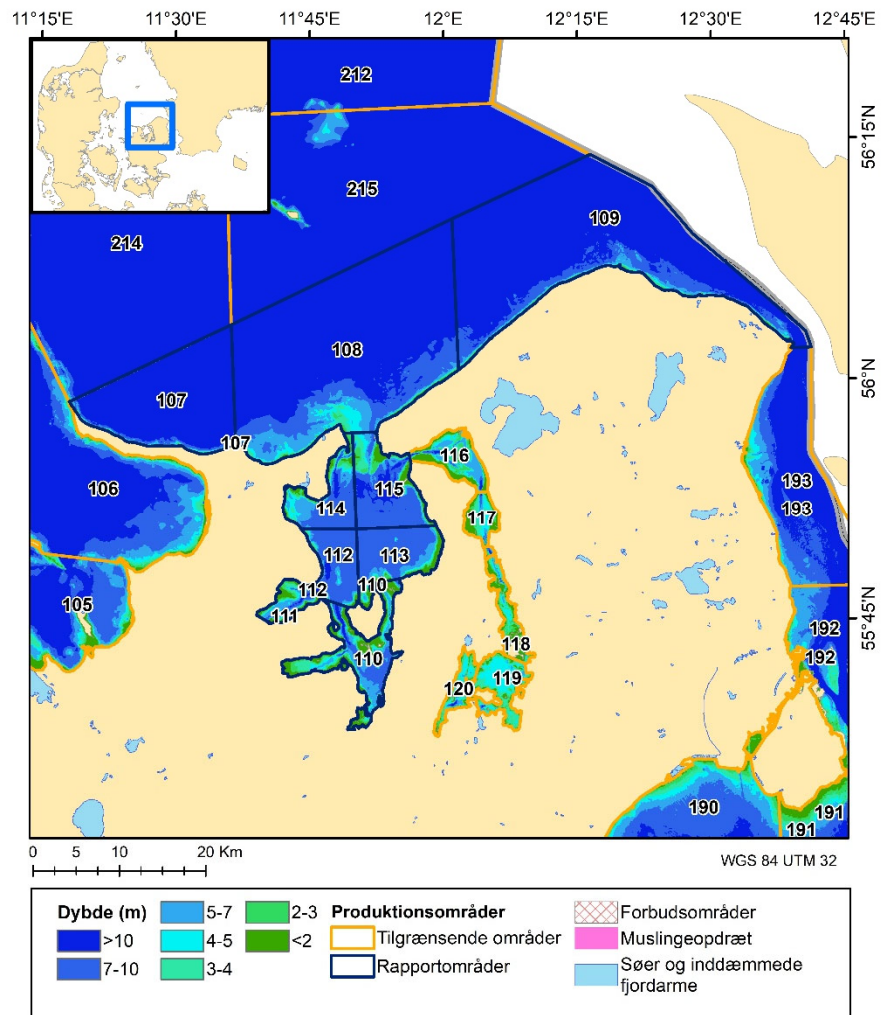 11°15'E 11°30'E 11°45'E 12°E 12°15'E 12°30'E 12°45'E
212
56°15'N
215
109
214
108
56°N
107
107
116
106
115
193
114
117
193
112
113
110
112
105
111
55°45'N
192
118
110
192
119
120
190
191
191
0 5 10 20 Km
WGS 84 UTM 32
Dybde (m)
>10
7-10
5-7
4-5
3-4
2-3
<2
Produktionsområder
Tilgrænsende områder
Rapportområder
Forbudsområder
Muslingeopdræt
Søer og inddæmmede
fjordarme